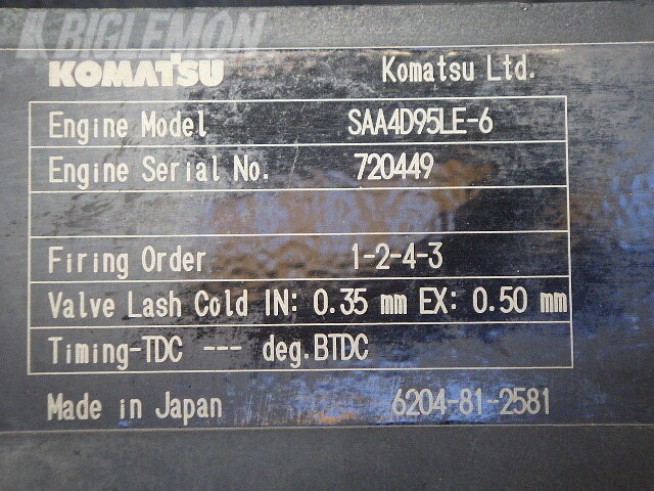 BIGLEMON
KOMATSU Komatsu Ltd.
Engine Model SAA4D95LE-6
Engine Serial No. 720449
Firing Order 1-2-4-3
Valve Lash Cold IN: 0.35 mm EX: 0.50 mm
Timing-TDC --- deg.BTDC
Made in Japan 6204-81-2581